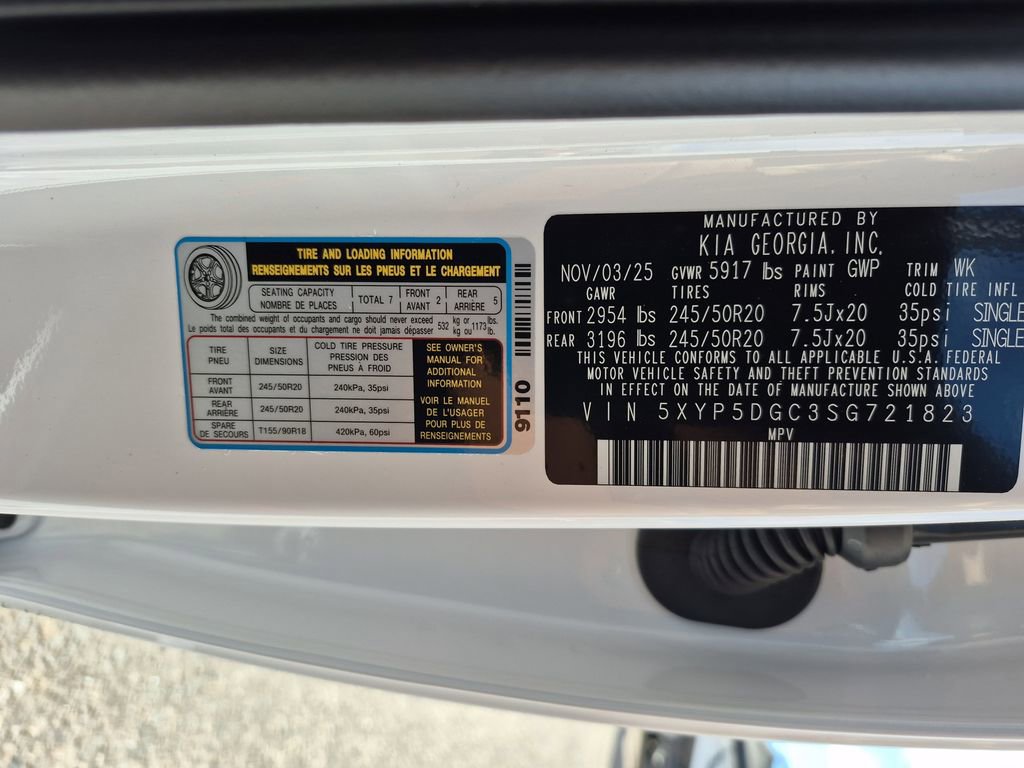 TIRE AND LOADING INFORMATION
RENSEIGNEMENTS SUR LES PNEUS ET LE CHARGEMENT
SEATING CAPACITY
NOMBRE DE PLACES
TOTAL 7
FRONT
AVANT 2
REAR
ARRIÈRE 5
The combined weight of occupants and cargo should never exceed 532 kg or 1173 lbs.
Le poids total des occupants et du chargement ne doit jamais dépasser 532 kg ou 1173 lb.
TIRE
PNEU
SIZE
DIMENSIONS
COLD TIRE PRESSURE
PRESSION DES
PNEUS À FROID
FRONT
AVANT
245/50R20
240kPa, 35psi
REAR
ARRIÈRE
245/50R20
240kPa, 35psi
SPARE
DE SECOURS
T155/90R18
420kPa, 60psi
SEE OWNER'S
MANUAL FOR
ADDITIONAL
INFORMATION
VOIR LE MANUEL
DE L'USAGER
POUR PLUS DE
RENSEIGNEMENTS
9110
MANUFACTURED BY
KIA GEORGIA, INC.
NOV/03/25 GVWR 5917 lbs PAINT GWP TRIM WK
GAWR TIRES RIMS COLD TIRE INFL
FRONT 2954 lbs 245/50R20 7.5Jx20 35psi SINGLE
REAR 3196 lbs 245/50R20 7.5Jx20 35psi SINGLE
THIS VEHICLE CONFORMS TO ALL APPLICABLE U.S.A. FEDERAL
MOTOR VEHICLE SAFETY AND THEFT PREVENTION STANDARDS
IN EFFECT ON THE DATE OF MANUFACTURE SHOWN ABOVE
VIN 5XYP5DGC3SG721823
MPV